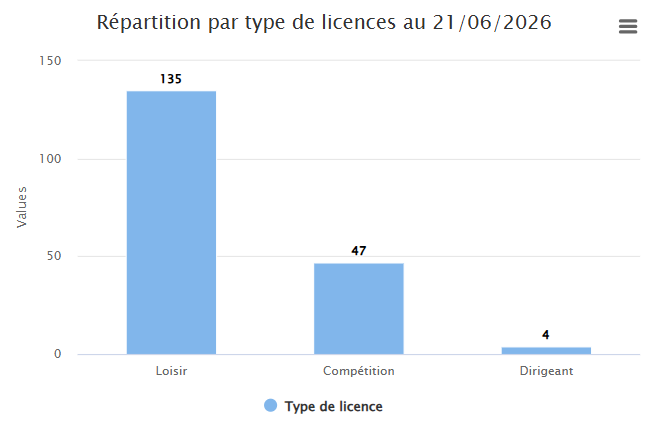 Répartition par type de licences au 21/06/2026
150
135
100
Values
50
47
4
0
Loisir
Compétition
Dirigeant
Type de licence